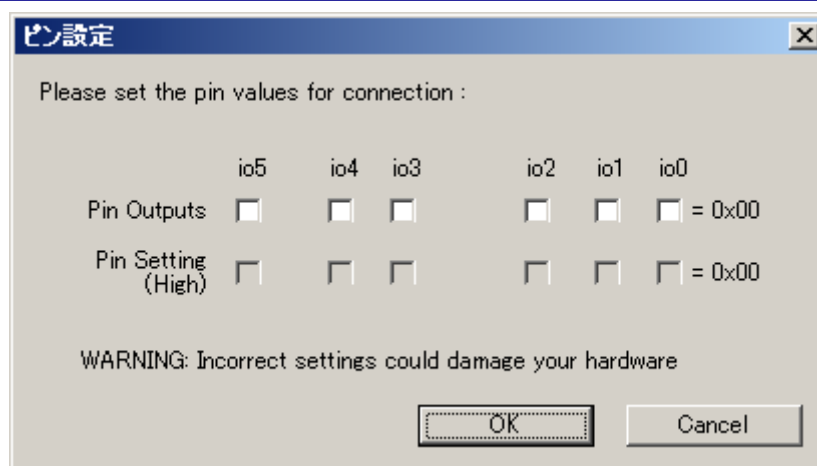 ピン設定
Please set the pin values for connection :
io5 io4 io3 io2 io1 io0
Pin Outputs = 0x00
Pin Setting
(High) = 0x00
WARNING: Incorrect settings could damage your hardware
OK Cancel